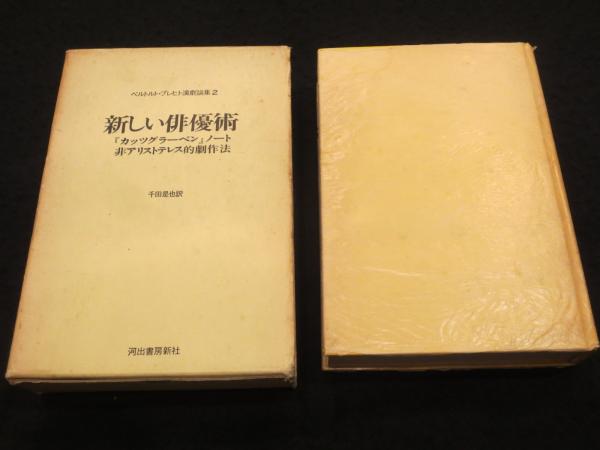 ベルトルト・ブレヒト演劇論集2
新しい俳優術
『カッツグラーベン』ノート
非アリストテレス的劇作法
千田是也訳
河出書房新社